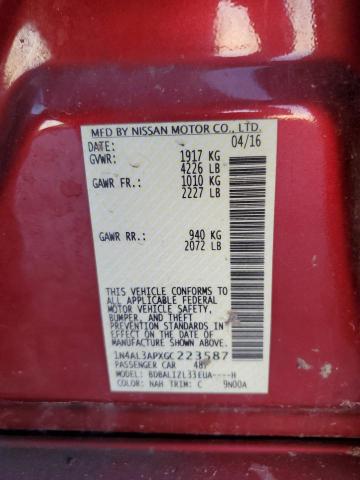 MFD BY NISSAN MOTOR CO., LTD.
DATE: 04/16
GVWR: 1917 KG
4226 LB
GAWR FR.: 1010 KG
2227 LB
GAWR RR.: 940 KG
2072 LB
THIS VEHICLE CONFORMS TO
ALL APPLICABLE FEDERAL
MOTOR VEHICLE SAFETY,
BUMPER, AND THEFT
PREVENTION STANDARDS IN
EFFECT ON THE DATE OF
MANUFACTURE SHOWN ABOVE.
1N4AL3APXGC223587
PASSENGER CAR
MODEL: BDBALIZL33EUA----H
COLOR: NAH TRIM: C 9N00A